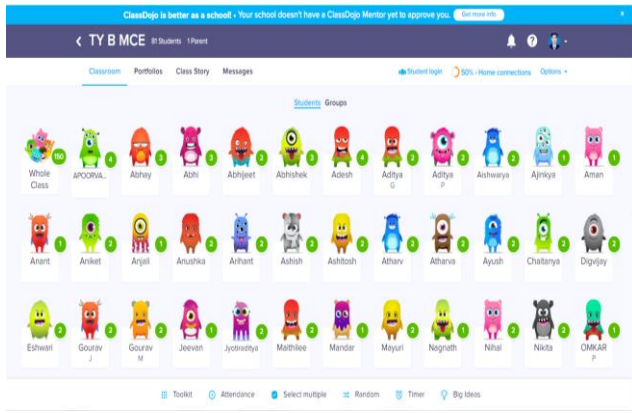 ClassDojo is better as a school! • Your school doesn't have a ClassDojo Mentor yet to approve you. Get more info x
TY B MCE 81 Students 1 Parent
Classroom Portfolios Class Story Messages Student login 50% - Home connections Options
Students Groups
150 4 3 3 2 3 4 2 2 2 1 1
Whole Class APOORVA... Abhay Abhi Abhijeet Abhishek Adesh Aditya G Aditya P Aishwarya Ajinkya Aman
1 2 1 2 2 2 2 2 2 2 2 2
Anant Aniket Anjali Anushka Arihant Ashish Ashitosh Atharv Atharva Ayush Chaitanya Digvijay
2 2 2 1 2 2 1 2 1 1 2 1
Eshwari Gourav J Gourav M Jeevan Jyotiraditya Maithilee Mandar Mayuri Nagnath Nihal Nikita OMKAR P
Toolkit Attendance Select multiple Random Timer Big Ideas